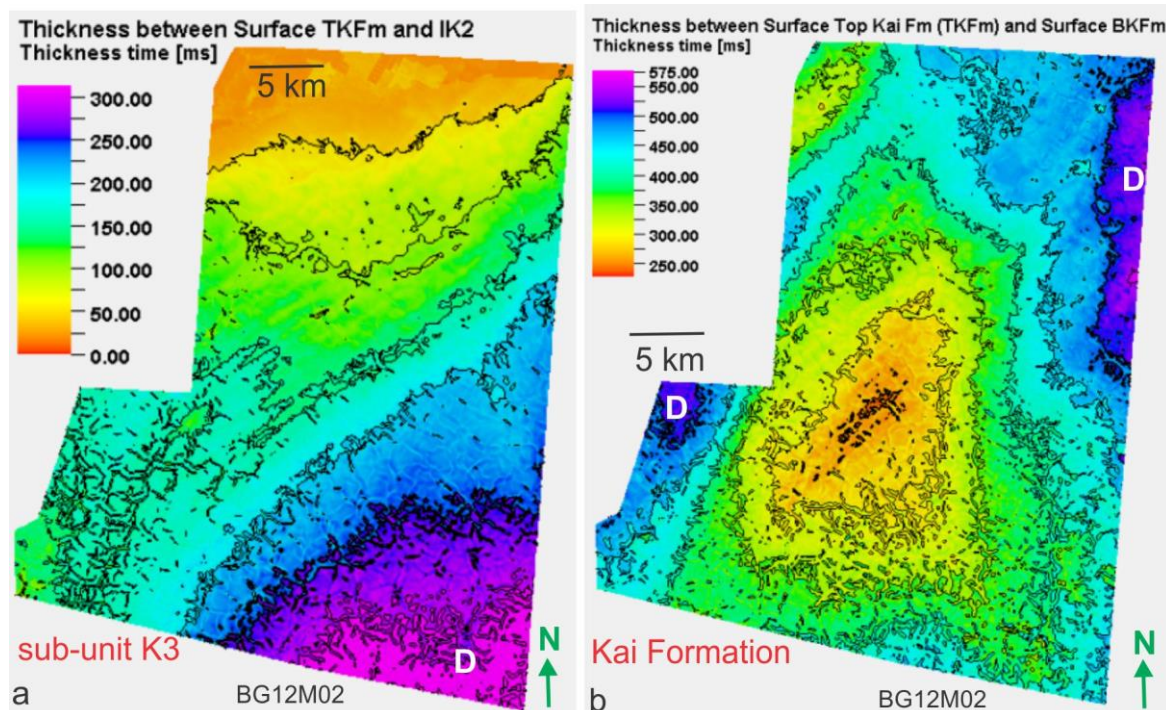 Thickness between Surface TKFm and IK2
Thickness time [ms]
5 km
300.00
250.00
200.00
150.00
100.00
50.00
0.00
D
sub-unit K3
N
a
BG12M02
Thickness between Surface Top Kai Fm (TKFm) and Surface BKFm
Thickness time [ms]
575.00
550.00
500.00
450.00
400.00
350.00
300.00
250.00
D
5 km
D
Kai Formation
N
b
BG12M02